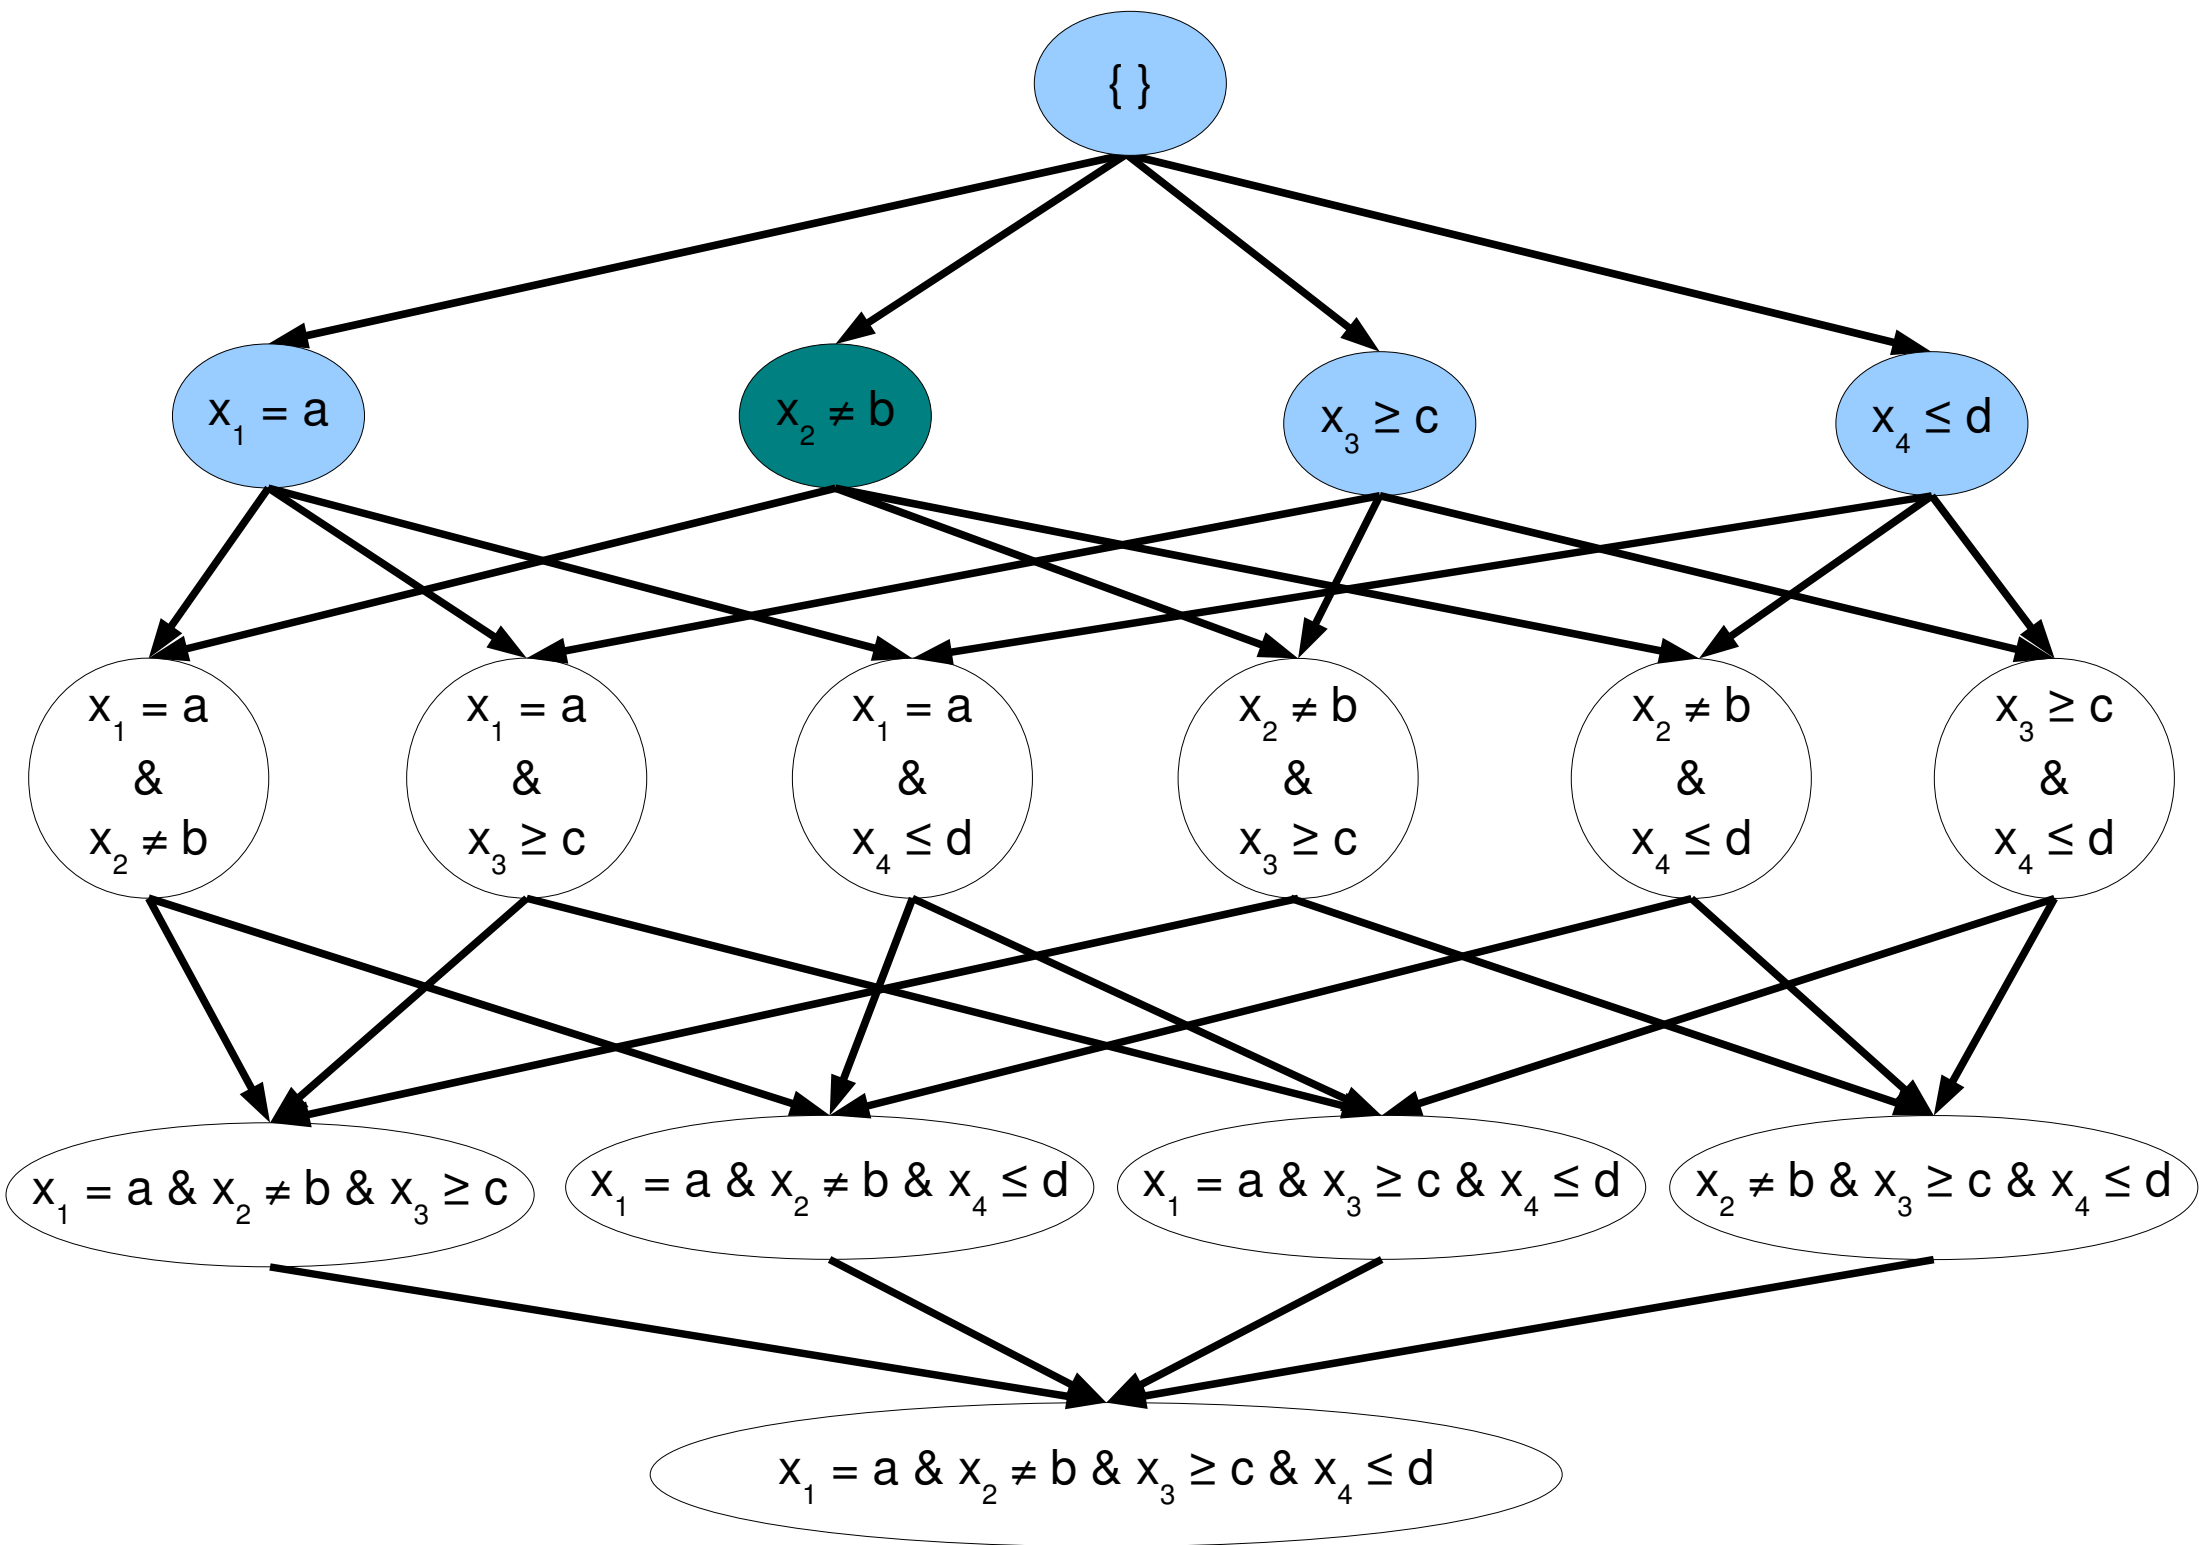 { }
x₁ = a
x₂ ≠ b
x₃ ≥ c
x₄ ≤ d
x₁ = a
&
x₂ ≠ b
x₁ = a
&
x₃ ≥ c
x₁ = a
&
x₄ ≤ d
x₂ ≠ b
&
x₃ ≥ c
x₂ ≠ b
&
x₄ ≤ d
x₃ ≥ c
&
x₄ ≤ d
x₁ = a & x₂ ≠ b & x₃ ≥ c
x₁ = a & x₂ ≠ b & x₄ ≤ d
x₁ = a & x₃ ≥ c & x₄ ≤ d
x₂ ≠ b & x₃ ≥ c & x₄ ≤ d
x₁ = a & x₂ ≠ b & x₃ ≥ c & x₄ ≤ d